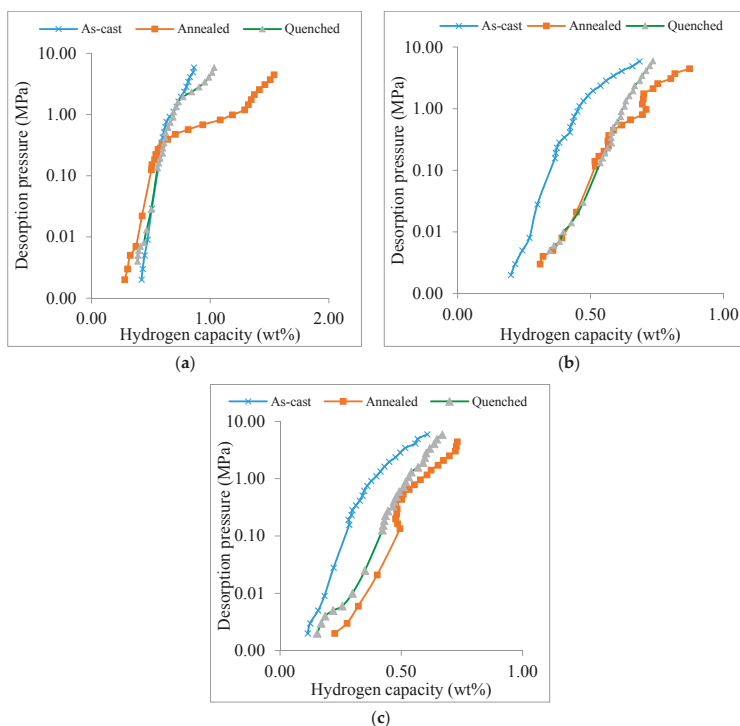 As-cast Annealed Quenched
Desorption pressure (MPa)
10.00
1.00
0.10
0.01
0.00
0.00 1.00 2.00
Hydrogen capacity (wt%)
(a)
As-cast Annealed Quenched
Desorption pressure (MPa)
10.00
1.00
0.10
0.01
0.00
0.00 0.50 1.00
Hydrogen capacity (wt%)
(b)
As-cast Annealed Quenched
Desorption pressure (MPa)
10.00
1.00
0.10
0.01
0.00
0.00 0.50 1.00
Hydrogen capacity (wt%)
(c)